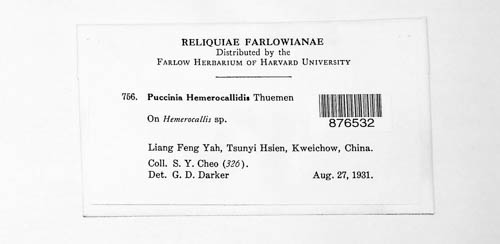 RELIQUIAE FARLOWIANAE
Distributed by the
FARLOW HERBARIUM OF HARVARD UNIVERSITY
756. Puccinia Hemerocallidis Thuemen
On Hemerocallis sp.
876532
Liang Feng Yah, Tsunyi Hsien, Kweichow, China.
Coll. S. Y. Cheo (326).
Det. G. D. Darker Aug. 27, 1931.